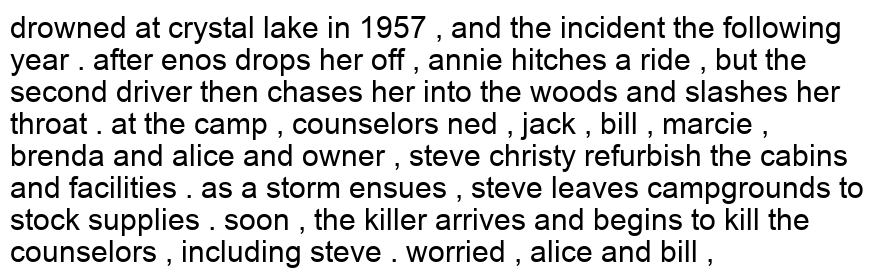 drowned at crystal lake in 1957 , and the incident the following
year . after enos drops her off , annie hitches a ride , but the
second driver then chases her into the woods and slashes her
throat . at the camp , counselors ned , jack , bill , marcie ,
brenda and alice and owner , steve christy refurbish the cabins
and facilities . as a storm ensues , steve leaves campgrounds to
stock supplies . soon , the killer arrives and begins to kill the
counselors , including steve . worried , alice and bill ,